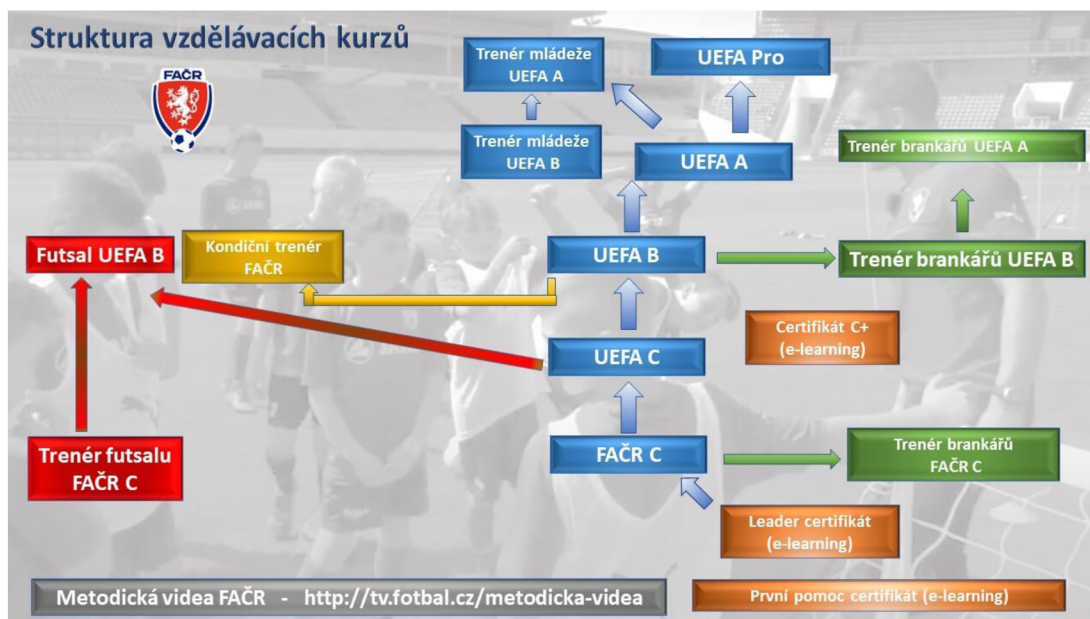 Struktura vzdělávacích kurzů
FAČR
Trenér mládeže
UEFA A
UEFA Pro
Trenér mládeže
UEFA B
UEFA A
Trenér brankářů UEFA A
Futsal UEFA B
Kondiční trenér
FAČR
UEFA B
Trenér brankářů UEFA B
Certifikát C+
(e-learning)
UEFA C
Trenér futsalu
FAČR C
FAČR C
Trenér brankářů
FAČR C
Leader certifikát
(e-learning)
Metodická videa FAČR - http://tv.fotbal.cz/metodicka-videa
První pomoc certifikát (e-learning)